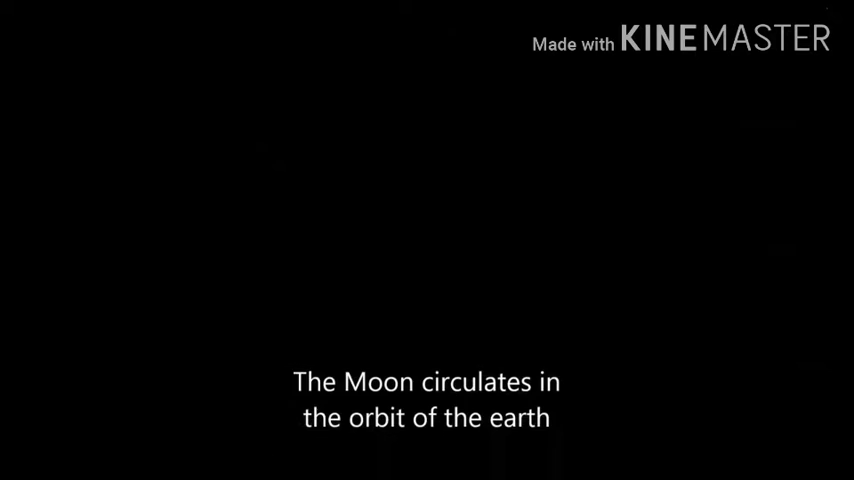 Made with KINEMASTER
The Moon circulates in
the orbit of the earth